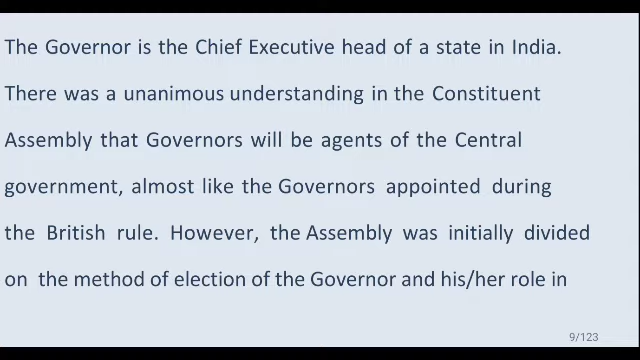 The Governor is the Chief Executive head of a state in India.
There was a unanimous understanding in the Constituent
Assembly that Governors will be agents of the Central
government, almost like the Governors appointed during
the British rule. However, the Assembly was initially divided
on the method of election of the Governor and his/her role in
9/123